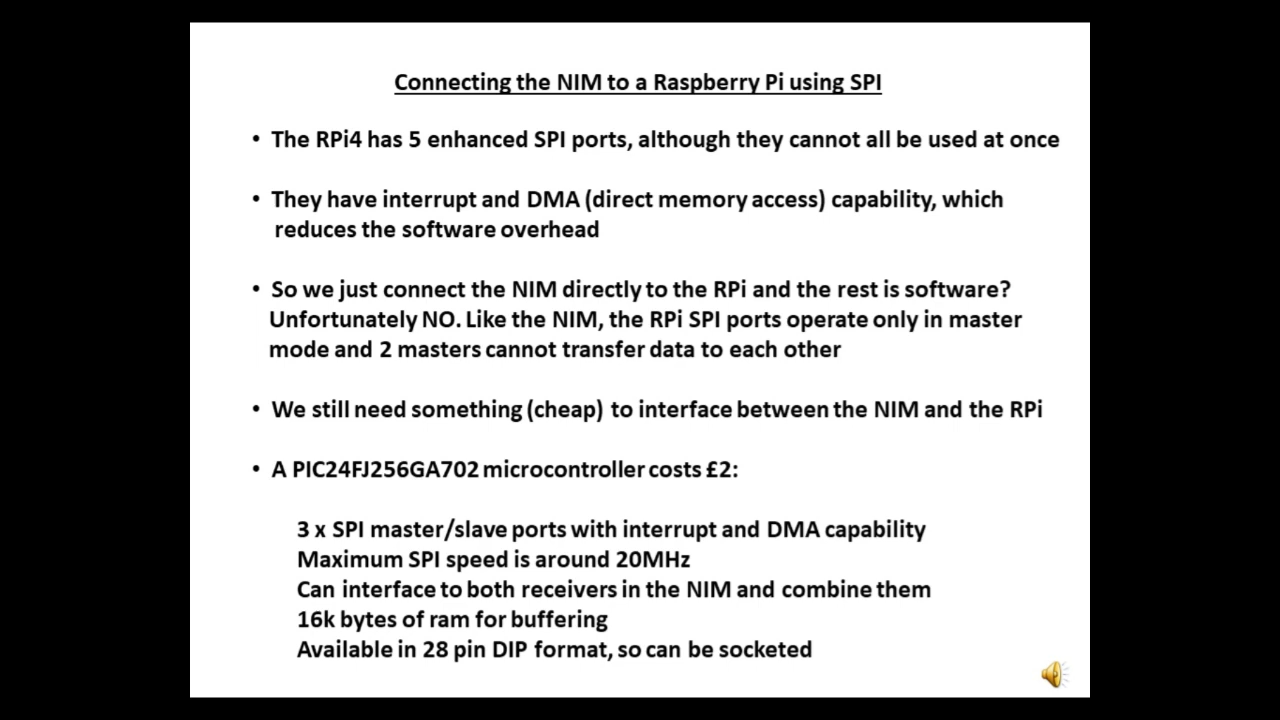 Connecting the NIM to a Raspberry Pi using SPI
• The RPi4 has 5 enhanced SPI ports, although they cannot all be used at once
• They have interrupt and DMA (direct memory access) capability, which
reduces the software overhead
• So we just connect the NIM directly to the RPi and the rest is software?
Unfortunately NO. Like the NIM, the RPi SPI ports operate only in master
mode and 2 masters cannot transfer data to each other
• We still need something (cheap) to interface between the NIM and the RPi
• A PIC24FJ256GA702 microcontroller costs £2:
3 x SPI master/slave ports with interrupt and DMA capability
Maximum SPI speed is around 20MHz
Can interface to both receivers in the NIM and combine them
16k bytes of ram for buffering
Available in 28 pin DIP format, so can be socketed